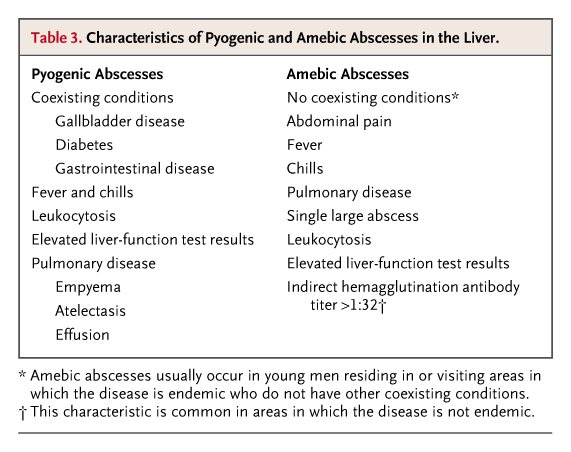 Table 3. Characteristics of Pyogenic and Amebic Abscesses in the Liver.
Pyogenic Abscesses
Coexisting conditions
Gallbladder disease
Diabetes
Gastrointestinal disease
Fever and chills
Leukocytosis
Elevated liver-function test results
Pulmonary disease
Empyema
Atelectasis
Effusion
Amebic Abscesses
No coexisting conditions*
Abdominal pain
Fever
Chills
Pulmonary disease
Single large abscess
Leukocytosis
Elevated liver-function test results
Indirect hemagglutination antibody
titer >1:32†
* Amebic abscesses usually occur in young men residing in or visiting areas in
which the disease is endemic who do not have other coexisting conditions.
† This characteristic is common in areas in which the disease is not endemic.